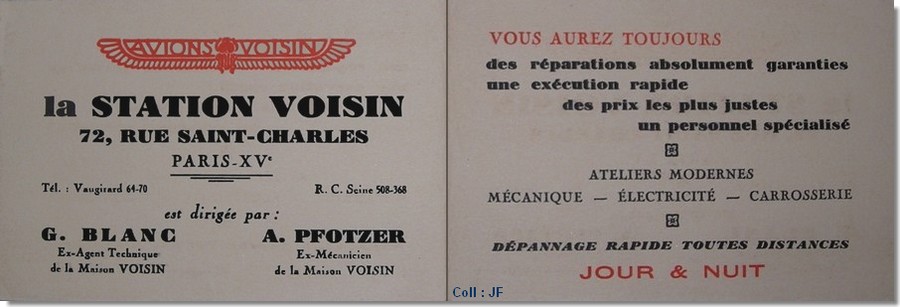 AVIONS VOISIN
la STATION VOISIN
72, RUE SAINT-CHARLES
PARIS-XVe
Tél. : Vaugirard 64-70
R. C. Seine 508-368
est dirigée par :
G. BLANC
Ex-Agent Technique
de la Maison VOISIN
A. PFOTZER
Ex-Mécanicien
de la Maison VOISIN
VOUS AUREZ TOUJOURS
des réparations absolument garanties
une exécution rapide
des prix les plus justes
un personnel spécialisé
ATELIERS MODERNES
MÉCANIQUE — ÉLECTRICITÉ — CARROSSERIE
DÉPANNAGE RAPIDE TOUTES DISTANCES
JOUR & NUIT
Coll : JF